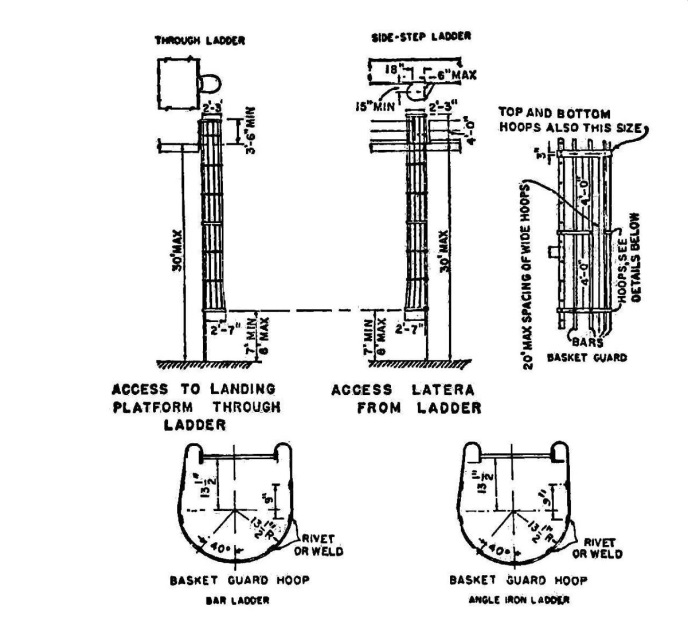 THROUGH LADDER
SIDE-STEP LADDER
18"
6" MAX
15" MIN
2'-3"
2'-3"
3'-6" MIN
4'-0"
TOP AND BOTTOM
HOOPS ALSO THIS SIZE
3"
4'-0"
4'-0"
20' MAX SPACING OF WIDE HOOPS
HOOPS, SEE
DETAILS BELOW
BARS
BASKET GUARD
30' MAX
30' MAX
2'-7"
2'-7"
7' MIN
8' MAX
7' MIN
8' MAX
ACCESS TO LANDING
PLATFORM THROUGH
LADDER
ACCESS LATERA
FROM LADDER
13 1/2"
9"
13 1/2" R
40°
RIVET
OR WELD
BASKET GUARD HOOP
BAR LADDER
13 1/2"
9"
13 1/2" R
40°
RIVET
OR WELD
BASKET GUARD HOOP
ANGLE IRON LADDER